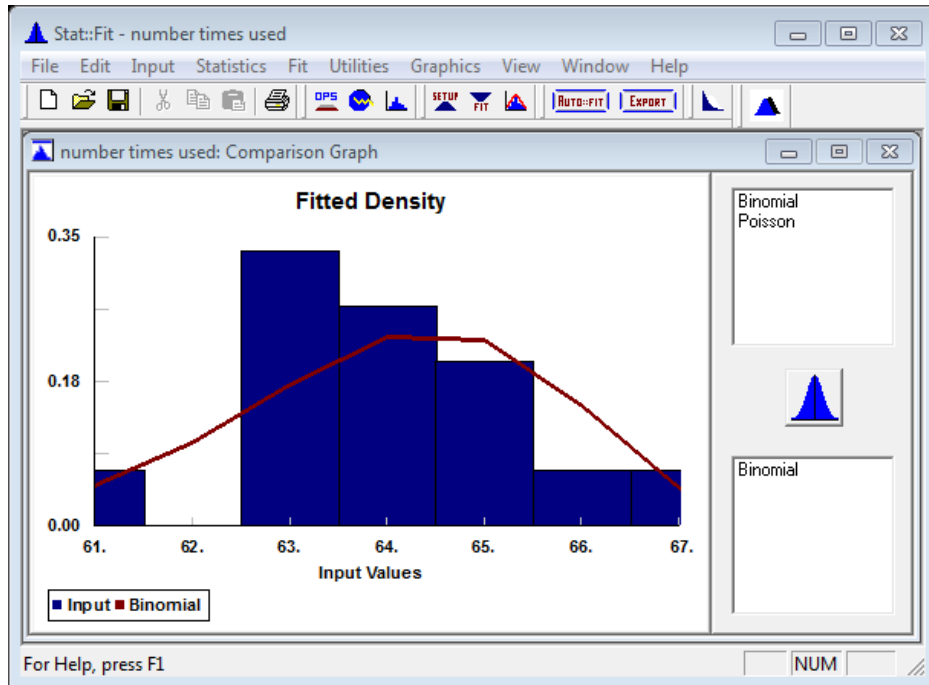 Stat::Fit - number times used
File Edit Input Statistics Fit Utilities Graphics View Window Help
OPS SETUP FIT AUTO::FIT EXPORT
number times used: Comparison Graph
Fitted Density
Binomial
Poisson
0.35
0.18
0.00
61. 62. 63. 64. 65. 66. 67.
Input Values
Input Binomial
Binomial
For Help, press F1
NUM